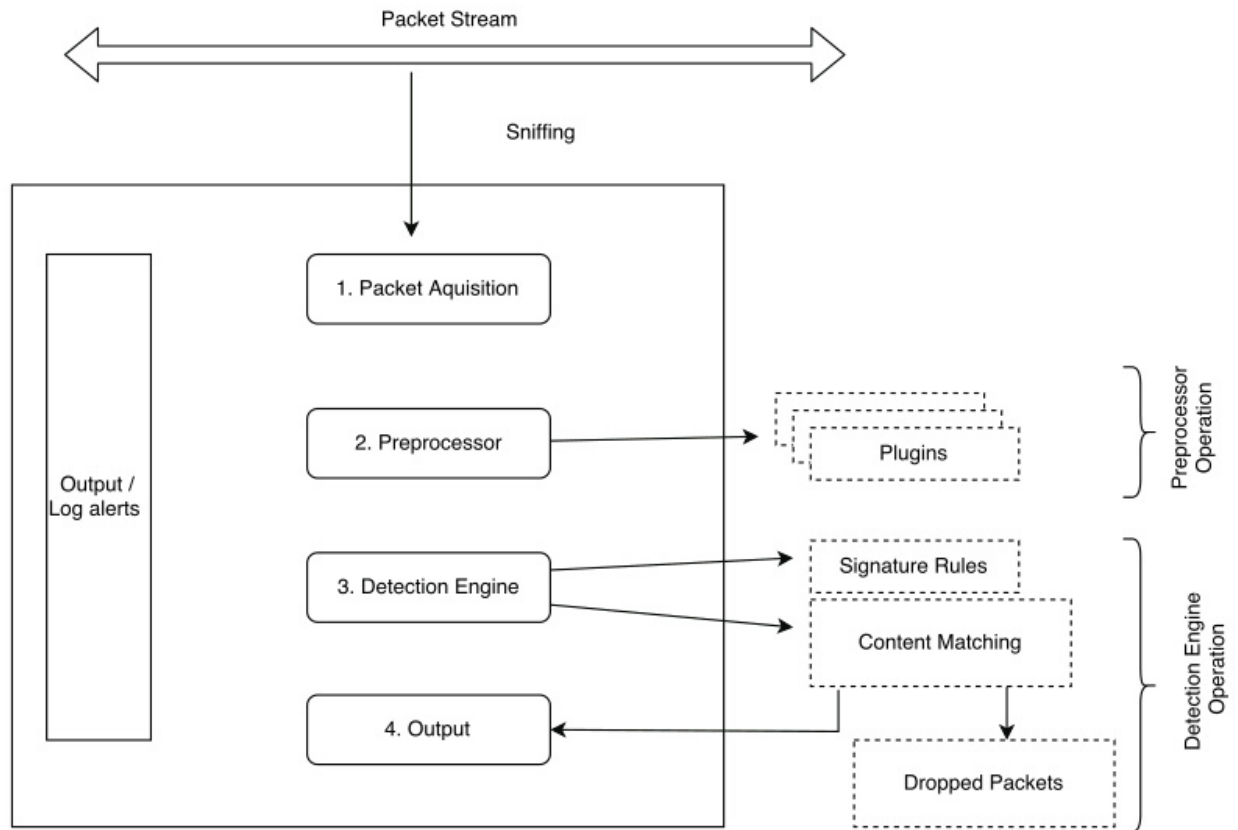 Packet Stream
Sniffing
1. Packet Aquisition
2. Preprocessor
Plugins
Preprocessor
Operation
Output /
Log alerts
3. Detection Engine
Signature Rules
Content Matching
Detection Engine
Operation
4. Output
Dropped Packets